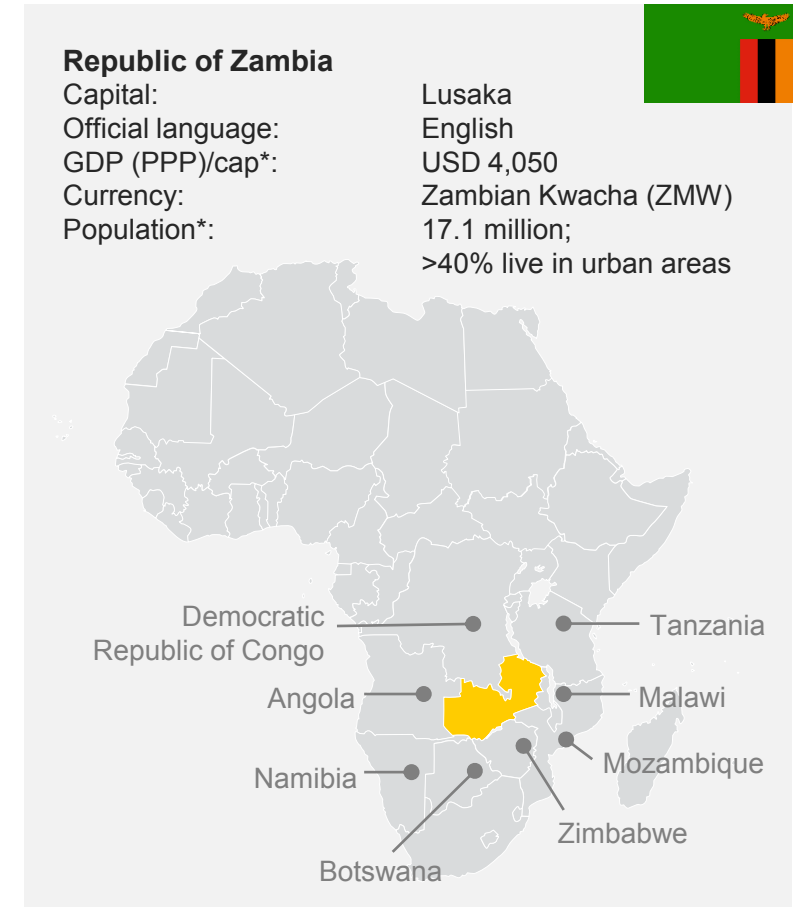 Republic of Zambia
Capital: Lusaka
Official language: English
GDP (PPP)/cap*: USD 4,050
Currency: Zambian Kwacha (ZMW)
Population*: 17.1 million;
>40% live in urban areas
Democratic
Republic of Congo
Tanzania
Angola
Malawi
Mozambique
Namibia
Zimbabwe
Botswana